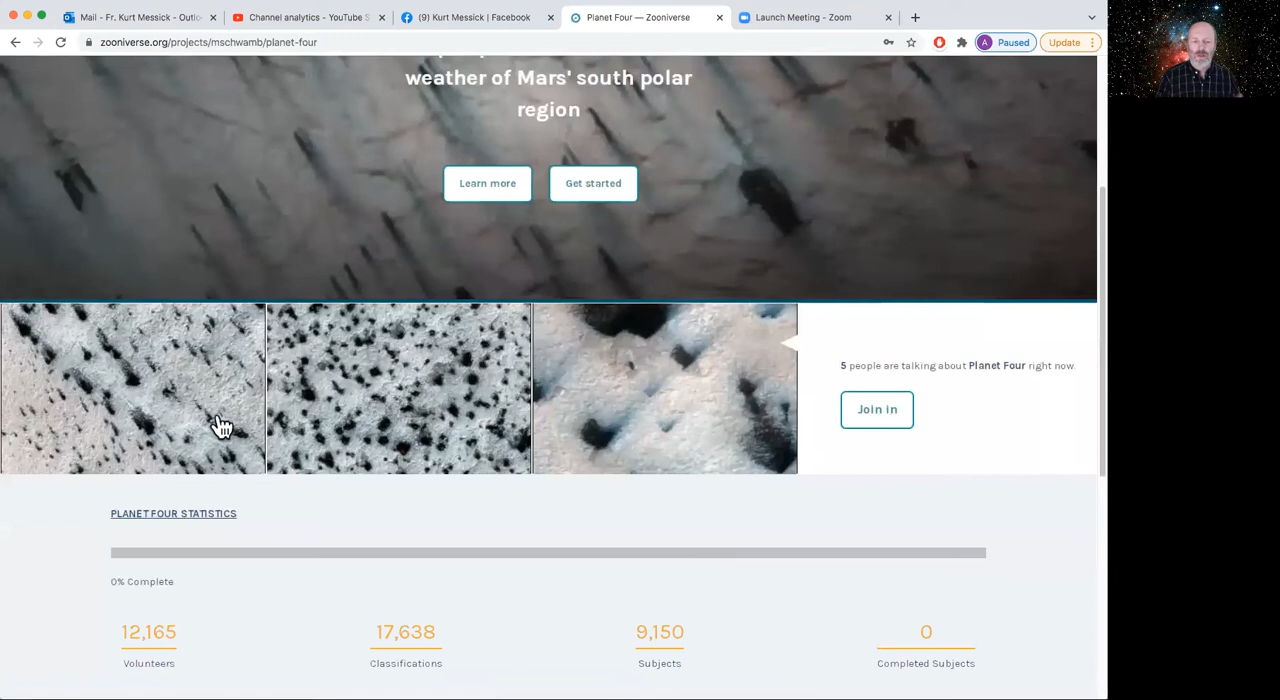 Mail - Fr. Kurt Messick - Outlo
Channel analytics - YouTube S
(9) Kurt Messick | Facebook
Planet Four — Zooniverse
Launch Meeting - Zoom
zooniverse.org/projects/mschwamb/planet-four
A Paused
Update
weather of Mars' south polar
region
Learn more
Get started
5 people are talking about Planet Four right now.
Join in
PLANET FOUR STATISTICS
0% Complete
12,165
Volunteers
17,638
Classifications
9,150
Subjects
0
Completed Subjects